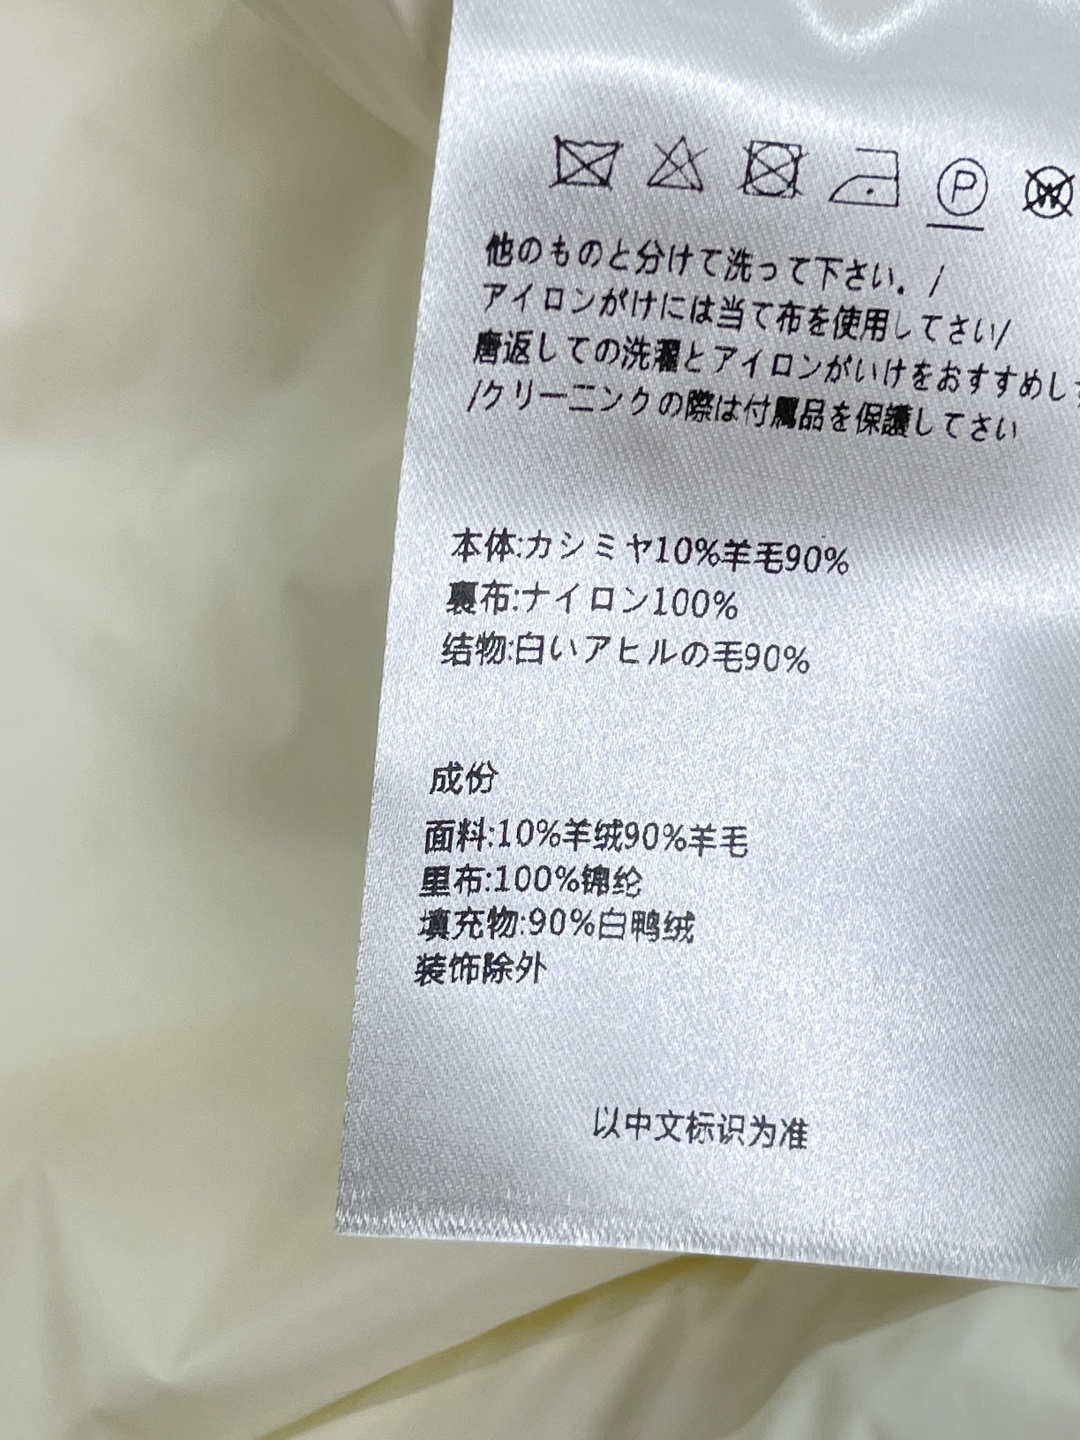 P W
他のものと分けて洗って下さい。/
アイロンがけには当て布を使用してさい/
裏返しての洗濯とアイロンがいけをおすすめし
/クリーニンクの際は付属品を保護してさい
本体:カシミヤ10%羊毛90%
裏布:ナイロン100%
结物:白いアヒルの毛90%
成份
面料:10%羊绒90%羊毛
里布:100%锦纶
填充物:90%白鸭绒
装饰除外
以中文标识为准